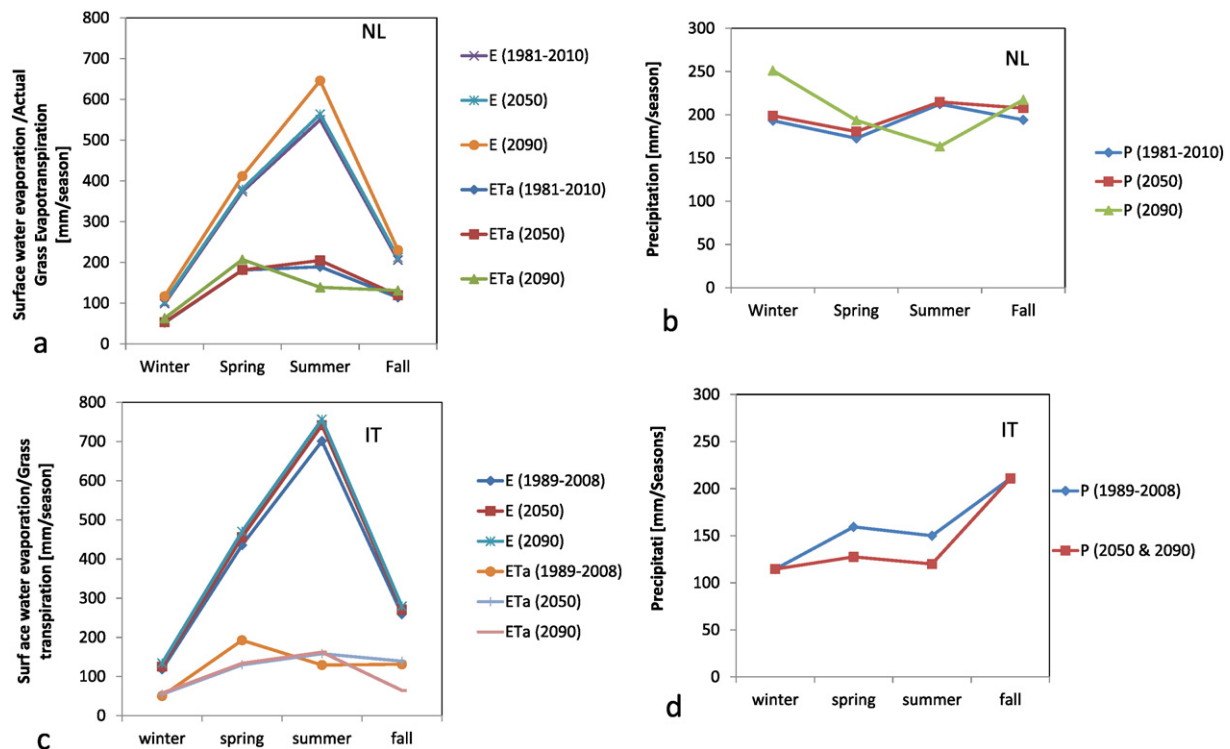 Surface water evaporation /Actual
Grass Evapotranspiration
[mm/season]
800
700
600
500
400
300
200
100
0
NL
Winter
Spring
Summer
Fall
a
E (1981-2010)
E (2050)
E (2090)
ETa (1981-2010)
ETa (2050)
ETa (2090)
Precipitation [mm/season]
300
250
200
150
100
50
0
NL
Winter
Spring
Summer
Fall
b
P (1981-2010)
P (2050)
P (2090)
Surf ace water evaporation/Grass
transpiration [mm/season]
800
700
600
500
400
300
200
100
0
IT
winter
spring
summer
fall
c
E (1989-2008)
E (2050)
E (2090)
ETa (1989-2008)
ETa (2050)
ETa (2090)
Precipitati [mm/Seasons]
300
250
200
150
100
50
0
IT
winter
spring
summer
fall
d
P (1989-2008)
P (2050 & 2090)